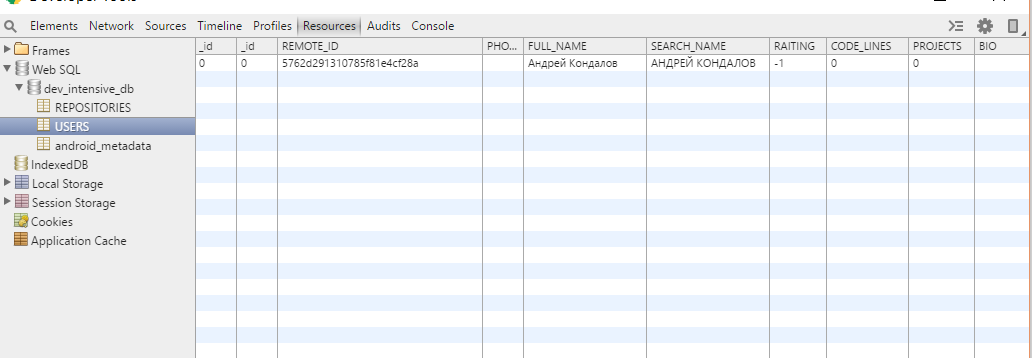 Elements Network Sources Timeline Profiles Resources Audits Console
Frames
Web SQL
dev_intensive_db
REPOSITORIES
USERS
android_metadata
IndexedDB
Local Storage
Session Storage
Cookies
Application Cache
_id _id REMOTE_ID PHO... FULL_NAME SEARCH_NAME RAITING CODE_LINES PROJECTS BIO
0 0 5762d291310785f81e4cf28a Андрей Кондалов АНДРЕЙ КОНДАЛОВ -1 0 0